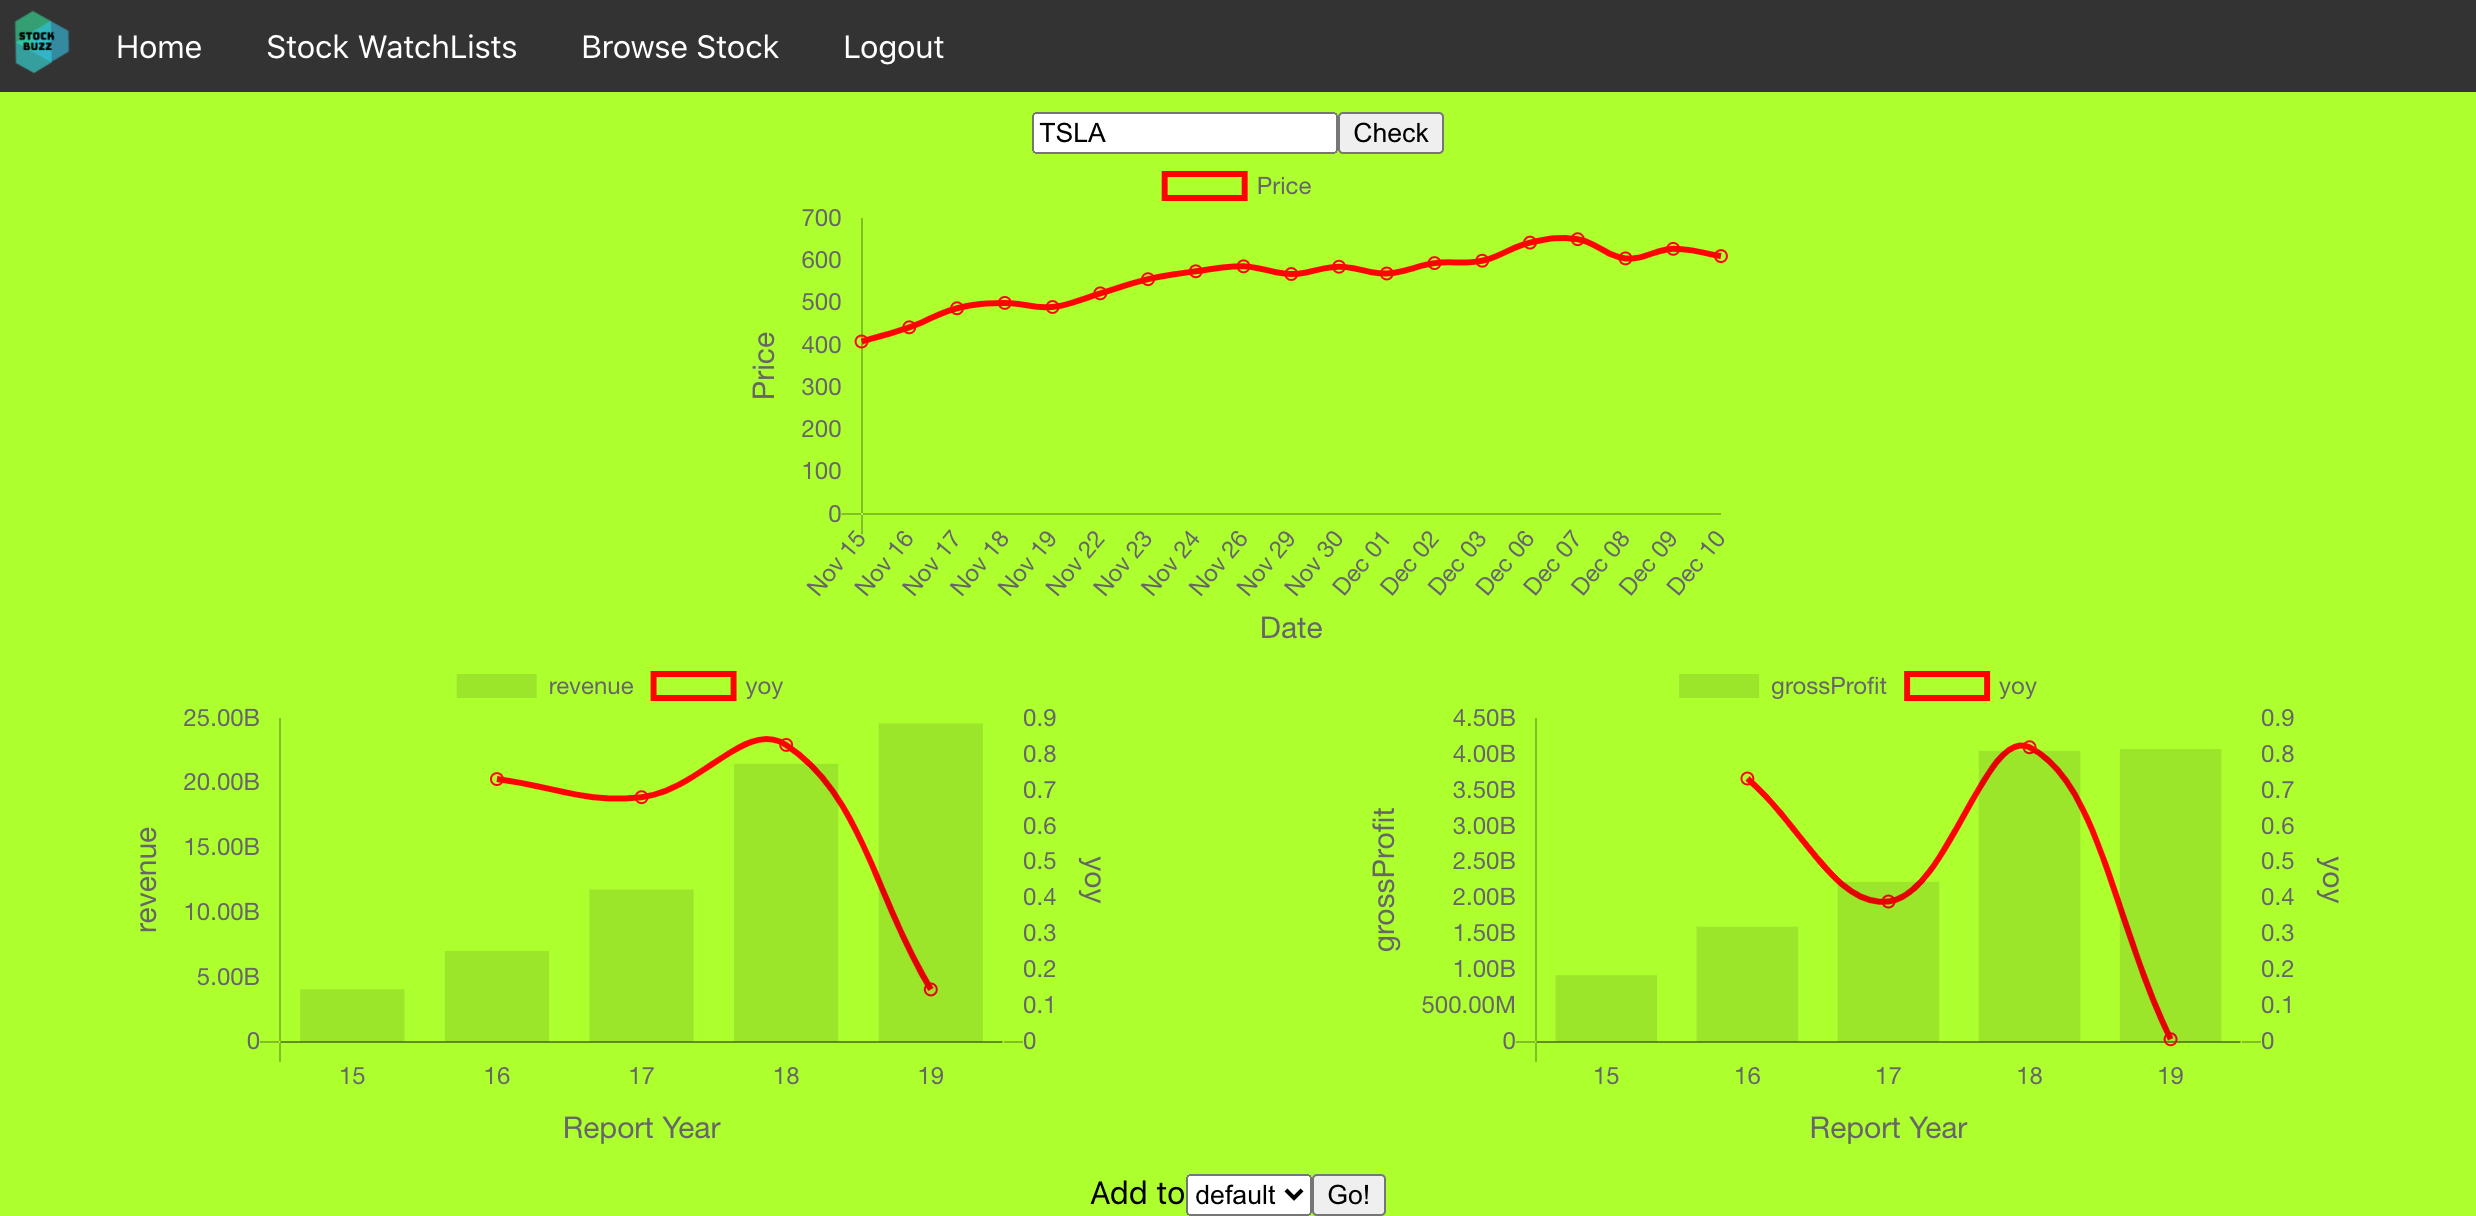 STOCK
BUZZ
Home Stock WatchLists Browse Stock Logout
TSLA Check
Price
700
600
500
400
300
200
100
0
Price
Nov 15 Nov 16 Nov 17 Nov 18 Nov 19 Nov 22 Nov 23 Nov 24 Nov 26 Nov 29 Nov 30 Dec 01 Dec 02 Dec 03 Dec 06 Dec 07 Dec 08 Dec 09 Dec 10
Date
revenue yoy
25.00B
20.00B
15.00B
10.00B
5.00B
0
revenue
0.9
0.8
0.7
0.6
0.5
0.4
0.3
0.2
0.1
0
yoy
15 16 17 18 19
Report Year
grossProfit yoy
4.50B
4.00B
3.50B
3.00B
2.50B
2.00B
1.50B
1.00B
500.00M
0
grossProfit
0.9
0.8
0.7
0.6
0.5
0.4
0.3
0.2
0.1
0
yoy
15 16 17 18 19
Report Year
Add to default Go!